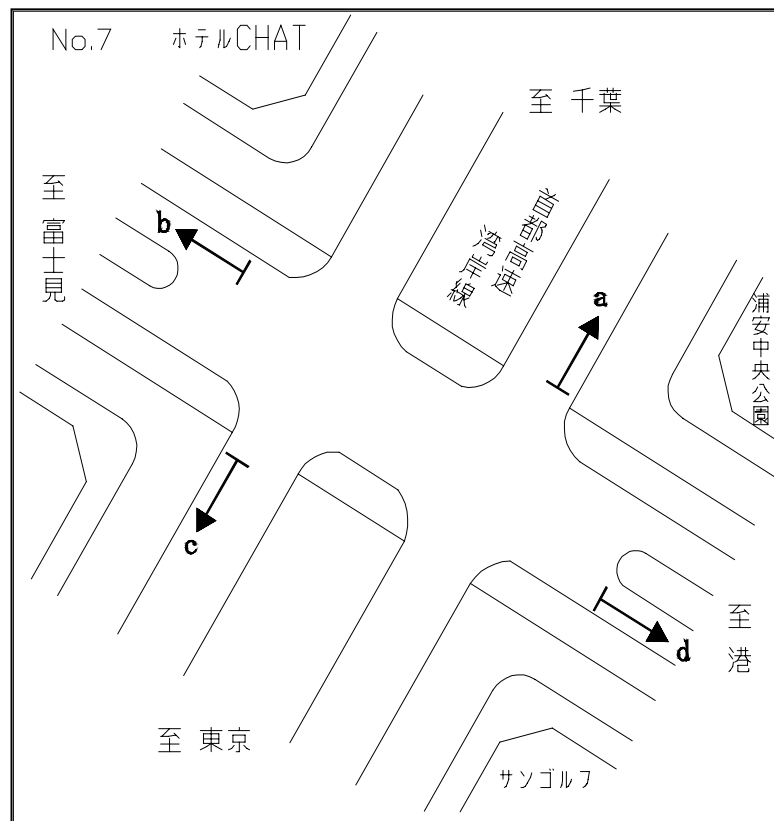 No.7 ホテルCHAT
至 千葉
至 富士見
b
首都高速
湾岸線
a
浦安中央公園
c
至 港
d
至 東京
サンゴルフ